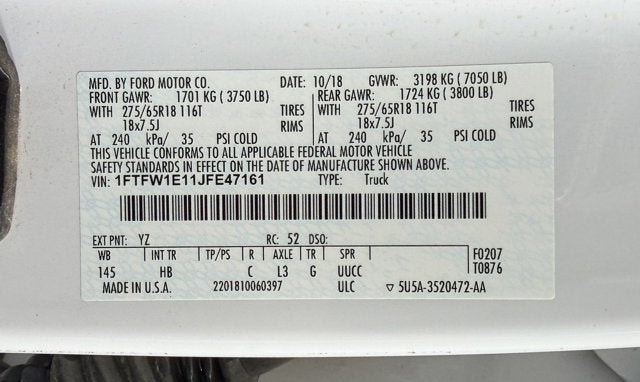 MFD. BY FORD MOTOR CO. DATE: 10/18 GVWR: 3198 KG ( 7050 LB)
FRONT GAWR: 1701 KG ( 3750 LB) REAR GAWR: 1724 KG ( 3800 LB)
WITH 275/65R18 116T TIRES WITH 275/65R18 116T TIRES
18x7.5J RIMS 18x7.5J RIMS
AT 240 kPa/ 35 PSI COLD AT 240 kPa/ 35 PSI COLD
THIS VEHICLE CONFORMS TO ALL APPLICABLE FEDERAL MOTOR VEHICLE
SAFETY STANDARDS IN EFFECT ON THE DATE OF MANUFACTURE SHOWN ABOVE.
VIN: 1FTFW1E11JFE47161 TYPE: Truck
EXT PNT: YZ RC: 52 DSO:
WB INT TR TP/PS R AXLE TR SPR F0207
145 HB C L3 G UUCC T0876
MADE IN U.S.A. 2201810060397 ULC ▽ 5U5A-3520472-AA